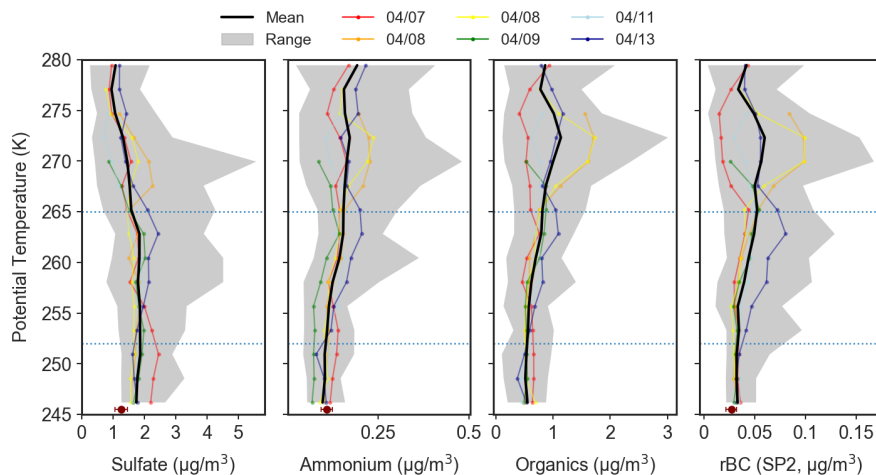 Mean 04/07 04/08 04/11
Range 04/08 04/09 04/13
Potential Temperature (K)
280
275
270
265
260
255
250
245
0 1 2 3 4 5
0.25 0.5
0 1 2 3
0 0.05 0.1 0.15
Sulfate (μg/m³)
Ammonium (μg/m³)
Organics (μg/m³)
rBC (SP2, μg/m³)